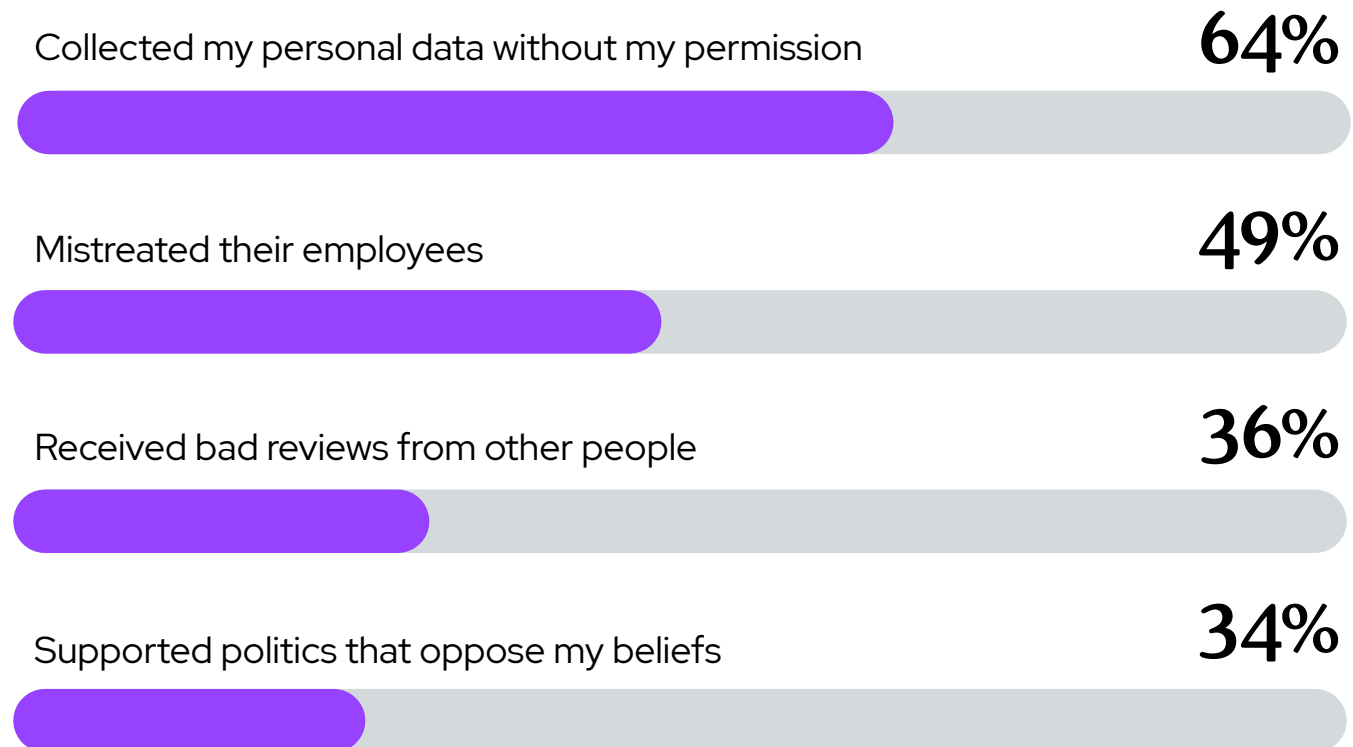 Collected my personal data without my permission 64%
Mistreated their employees 49%
Received bad reviews from other people 36%
Supported politics that oppose my beliefs 34%